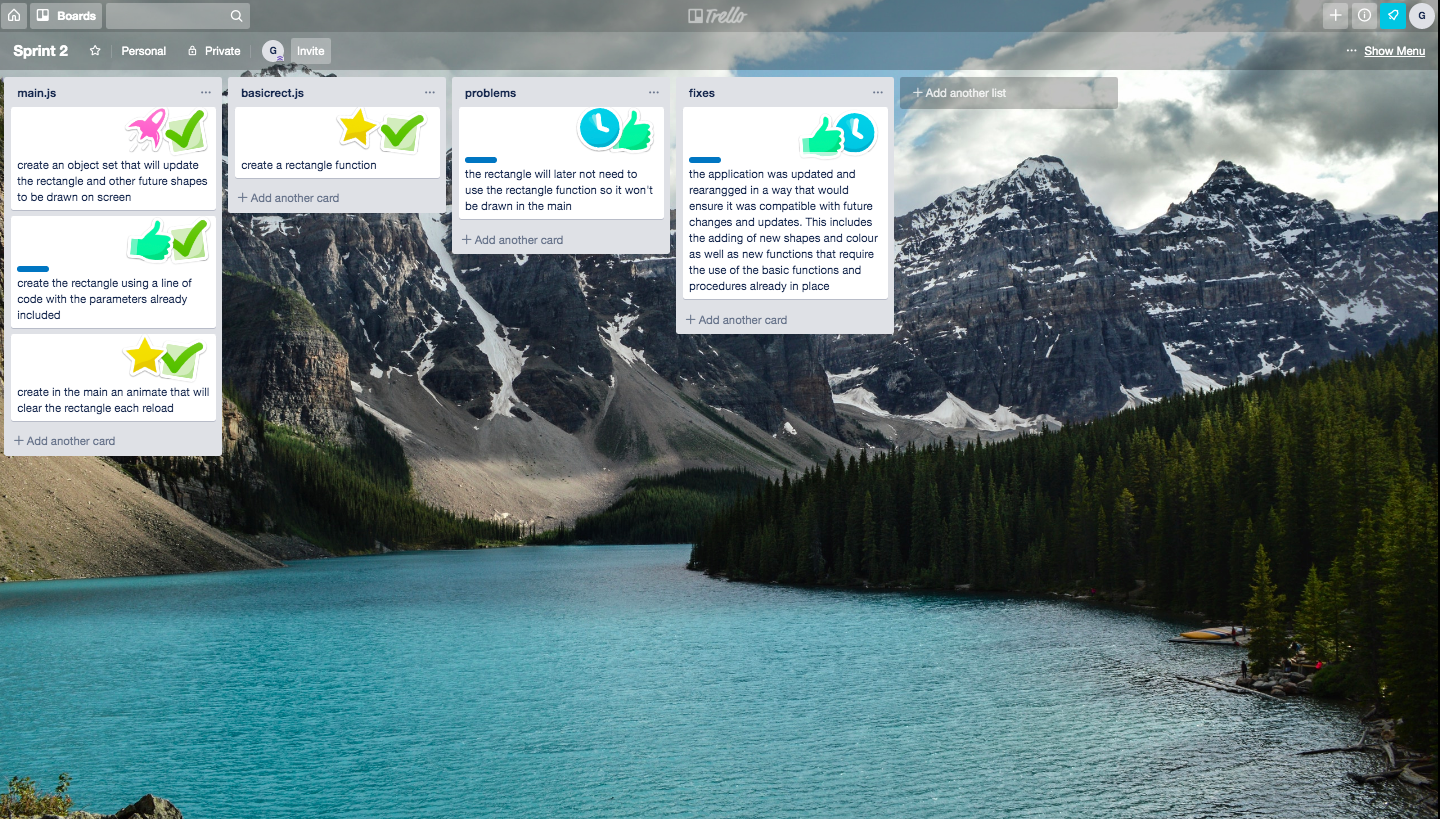 Boards
Trello
G
Sprint 2
Personal
Private
G
Invite
··· Show Menu
main.js
create an object set that will update
the rectangle and other future shapes
to be drawn on screen
create the rectangle using a line of
code with the parameters already
included
create in the main an animate that will
clear the rectangle each reload
+ Add another card
basicrect.js
create a rectangle function
+ Add another card
problems
the rectangle will later not need to
use the rectangle function so it won't
be drawn in the main
+ Add another card
fixes
the application was updated and
rearangged in a way that would
ensure it was compatible with future
changes and updates. This includes
the adding of new shapes and colour
as well as new functions that require
the use of the basic functions and
procedures already in place
+ Add another card
+ Add another list